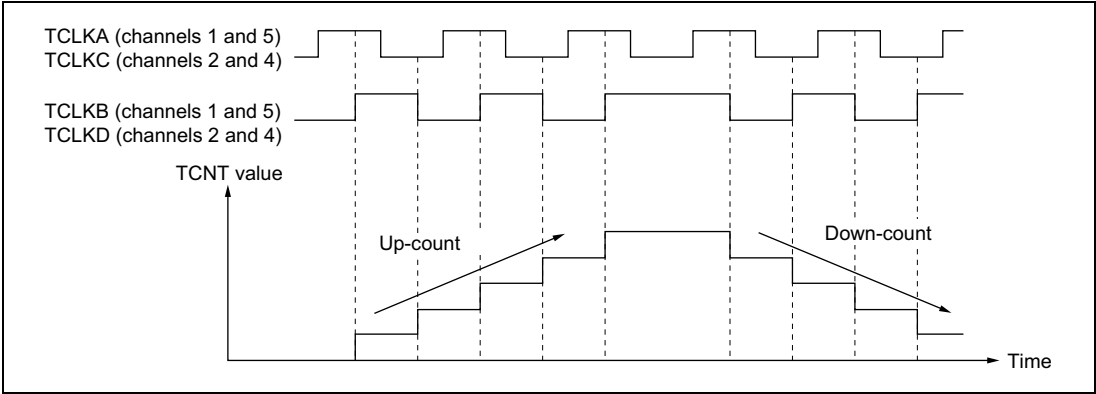 TCLKA (channels 1 and 5)
TCLKC (channels 2 and 4)
TCLKB (channels 1 and 5)
TCLKD (channels 2 and 4)
TCNT value
Up-count
Down-count
Time